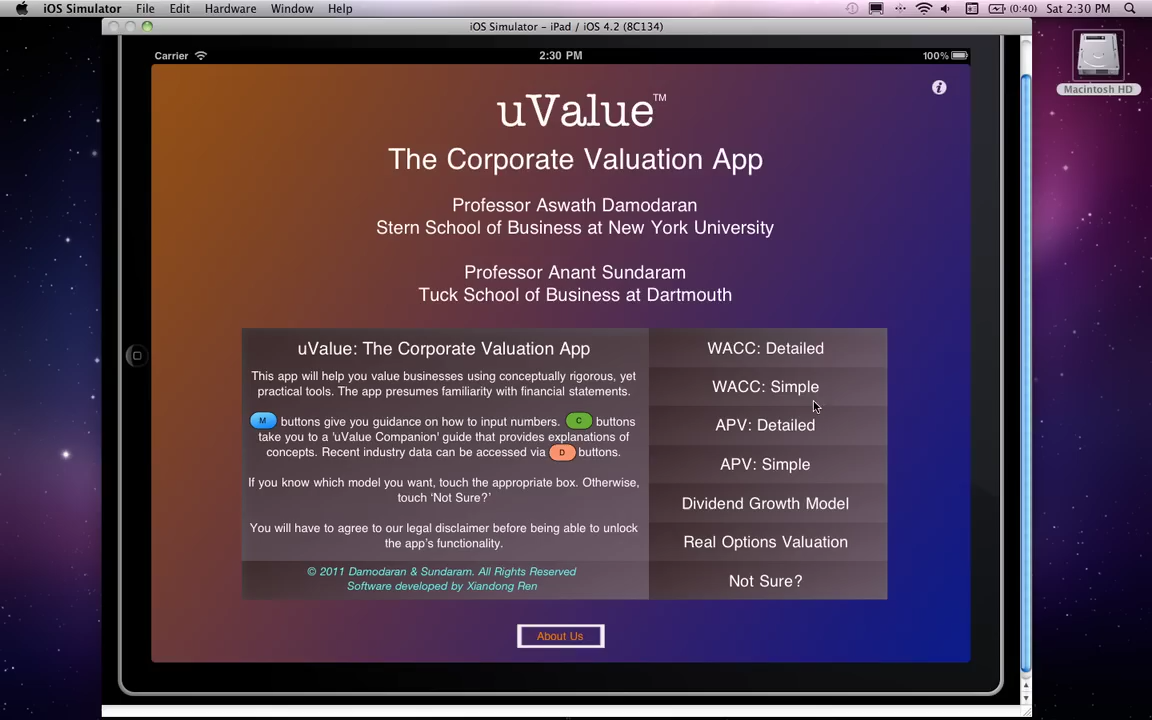 iOS Simulator File Edit Hardware Window Help (0:40) Sat 2:30 PM
iOS Simulator – iPad / iOS 4.2 (8C134)
Carrier 2:30 PM 100%
Macintosh HD
i
uValue™
The Corporate Valuation App
Professor Aswath Damodaran
Stern School of Business at New York University
Professor Anant Sundaram
Tuck School of Business at Dartmouth
uValue: The Corporate Valuation App
This app will help you value businesses using conceptually rigorous, yet
practical tools. The app presumes familiarity with financial statements.
M buttons give you guidance on how to input numbers. C buttons
take you to a 'uValue Companion' guide that provides explanations of
concepts. Recent industry data can be accessed via D buttons.
If you know which model you want, touch the appropriate box. Otherwise,
touch ‘Not Sure?’
You will have to agree to our legal disclaimer before being able to unlock
the app’s functionality.
© 2011 Damodaran & Sundaram. All Rights Reserved
Software developed by Xiandong Ren
WACC: Detailed
WACC: Simple
APV: Detailed
APV: Simple
Dividend Growth Model
Real Options Valuation
Not Sure?
About Us